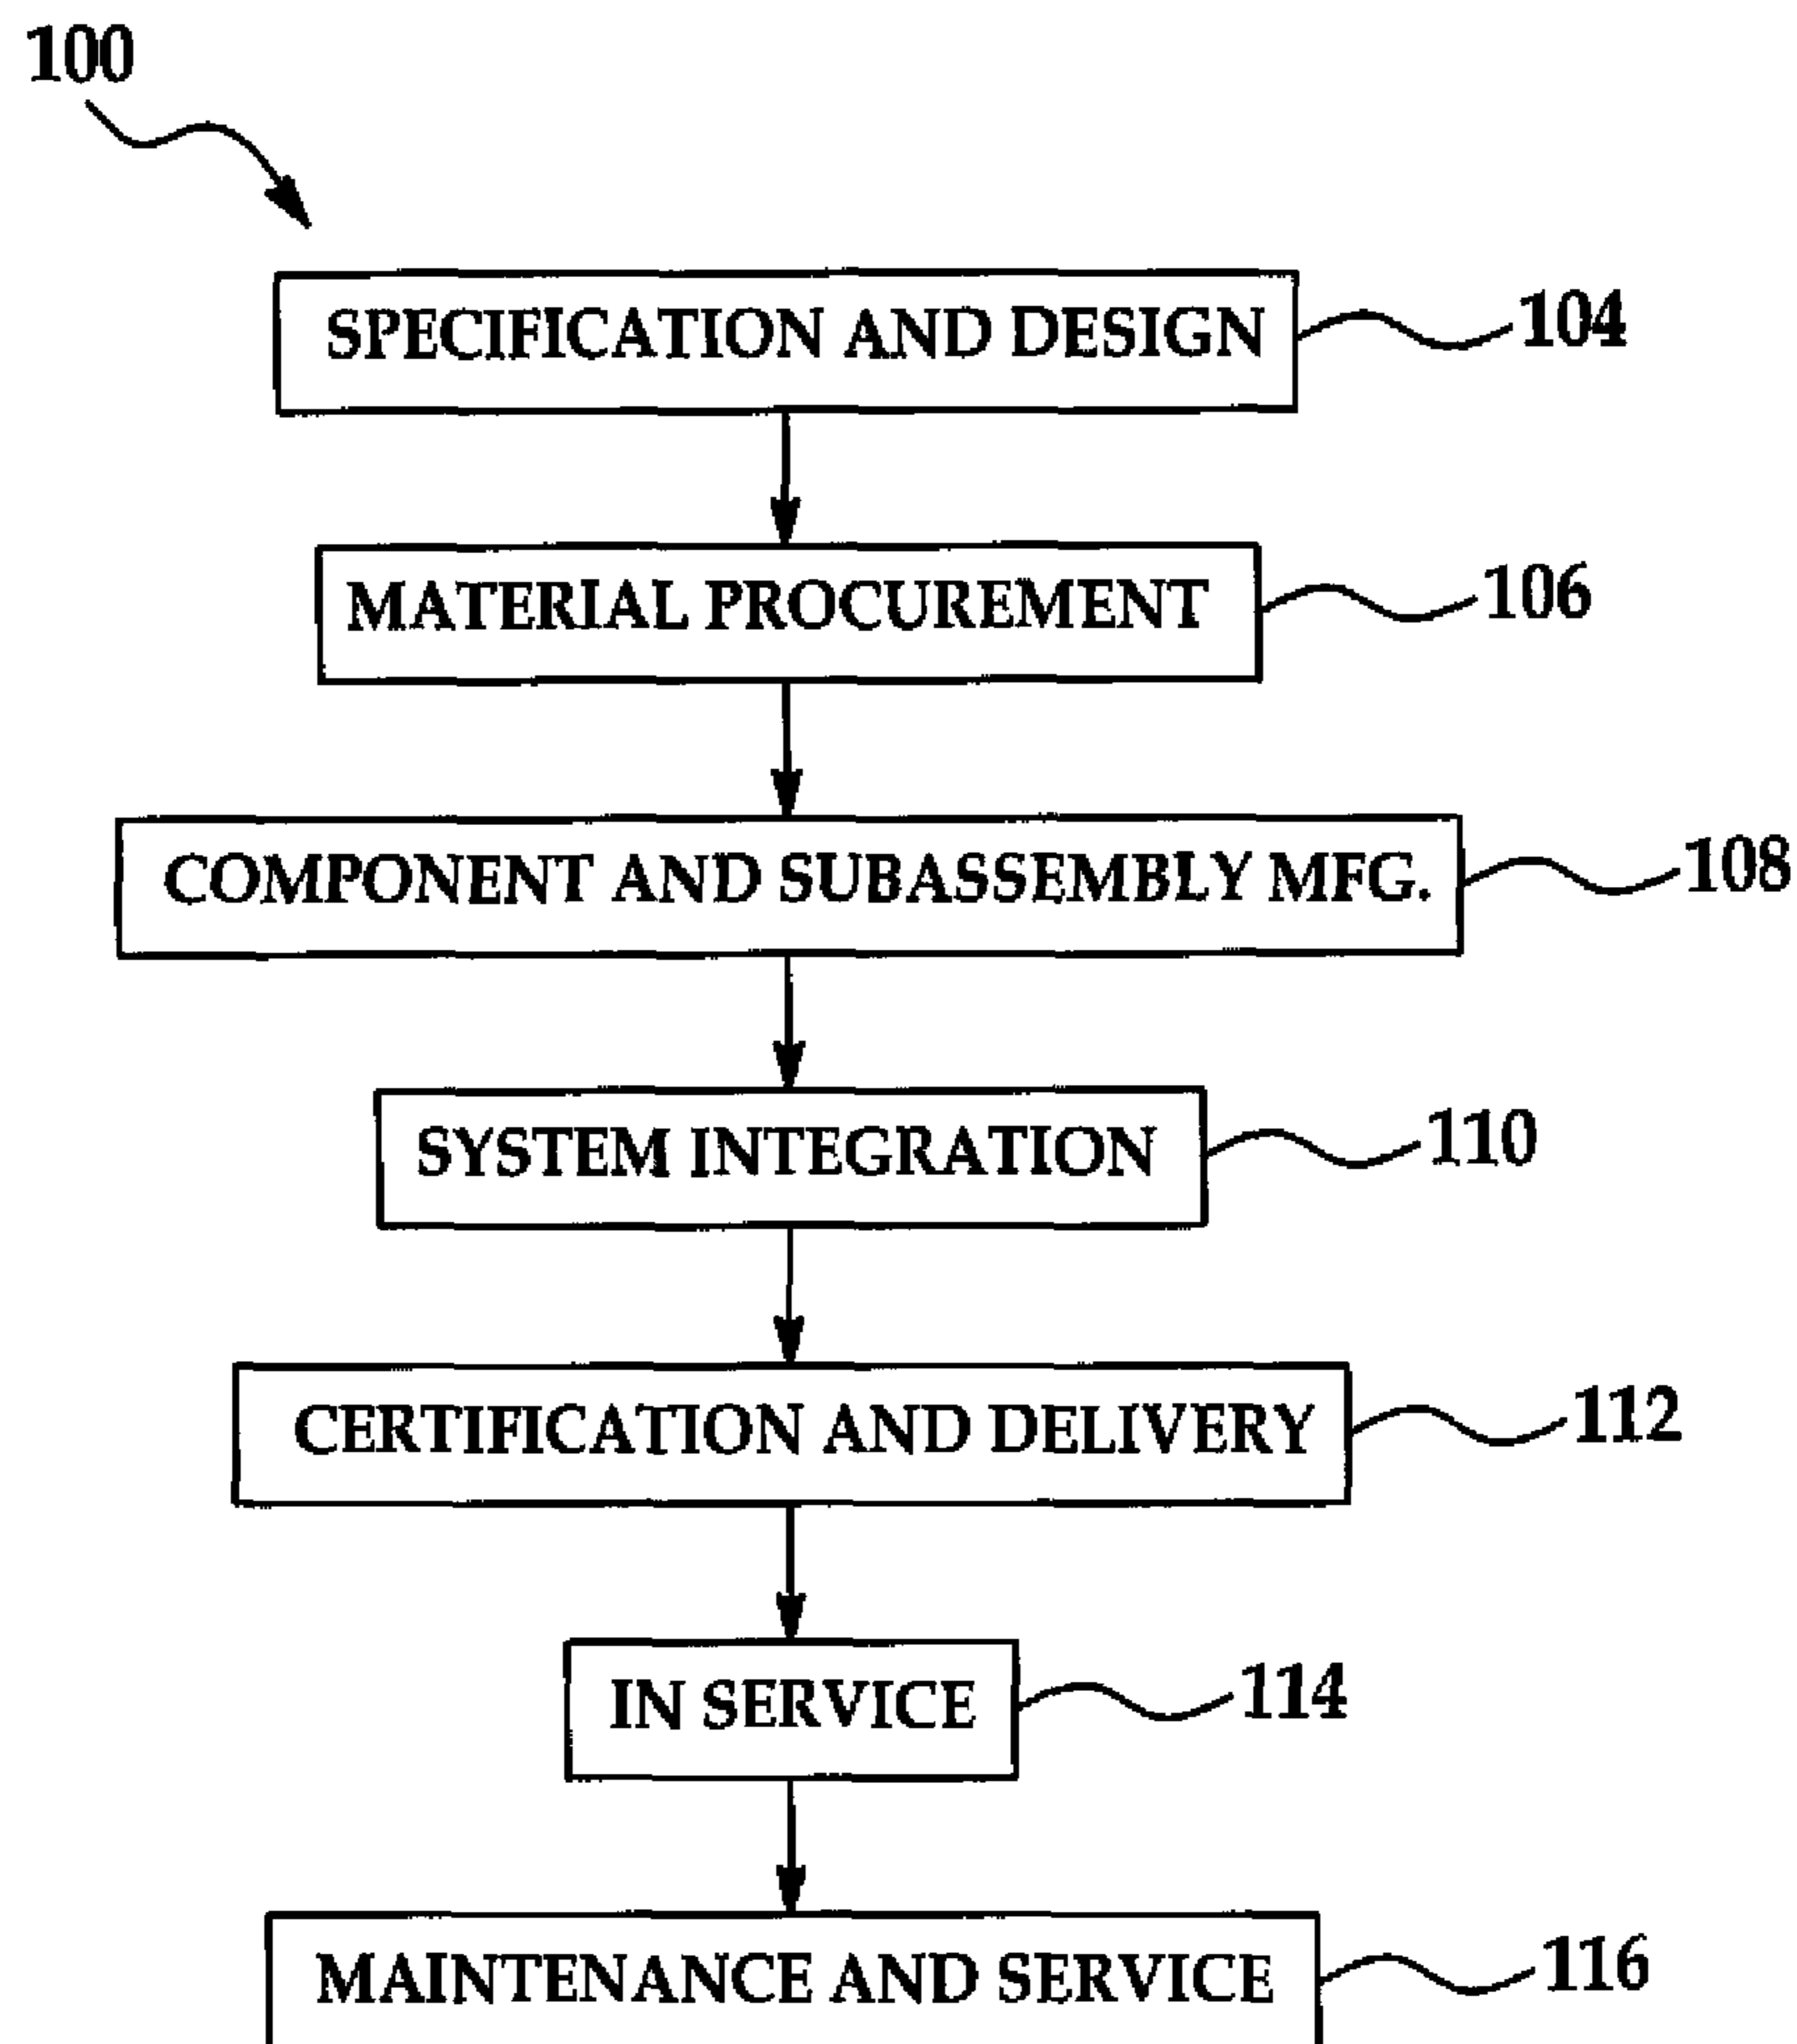 100
SPECIFICATION AND DESIGN 104
MATERIAL PROCUREMENT 106
COMPONENT AND SUBASSEMBLY MFG. 108
SYSTEM INTEGRATION 110
CERTIFICATION AND DELIVERY 112
IN SERVICE 114
MAINTENANCE AND SERVICE 116